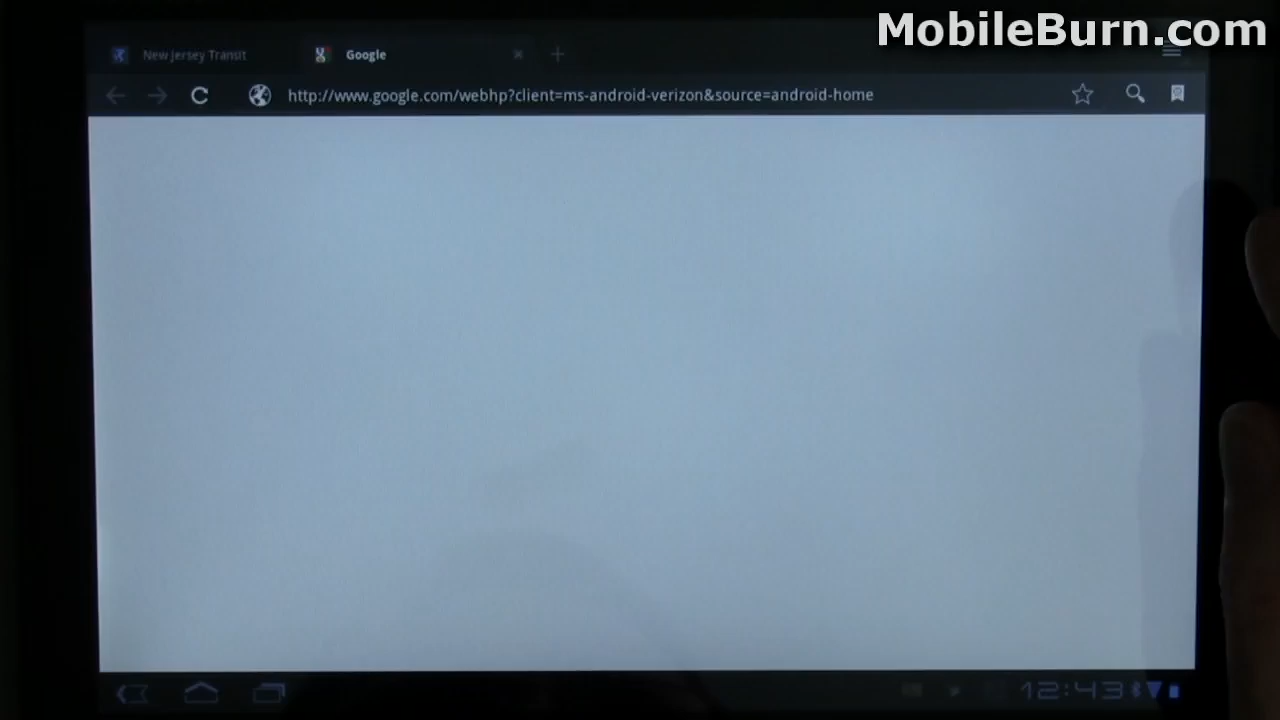 MobileBurn.com
New Jersey Transit
Google
http://www.google.com/webhp?client=ms-android-verizon&source=android-home
12:43